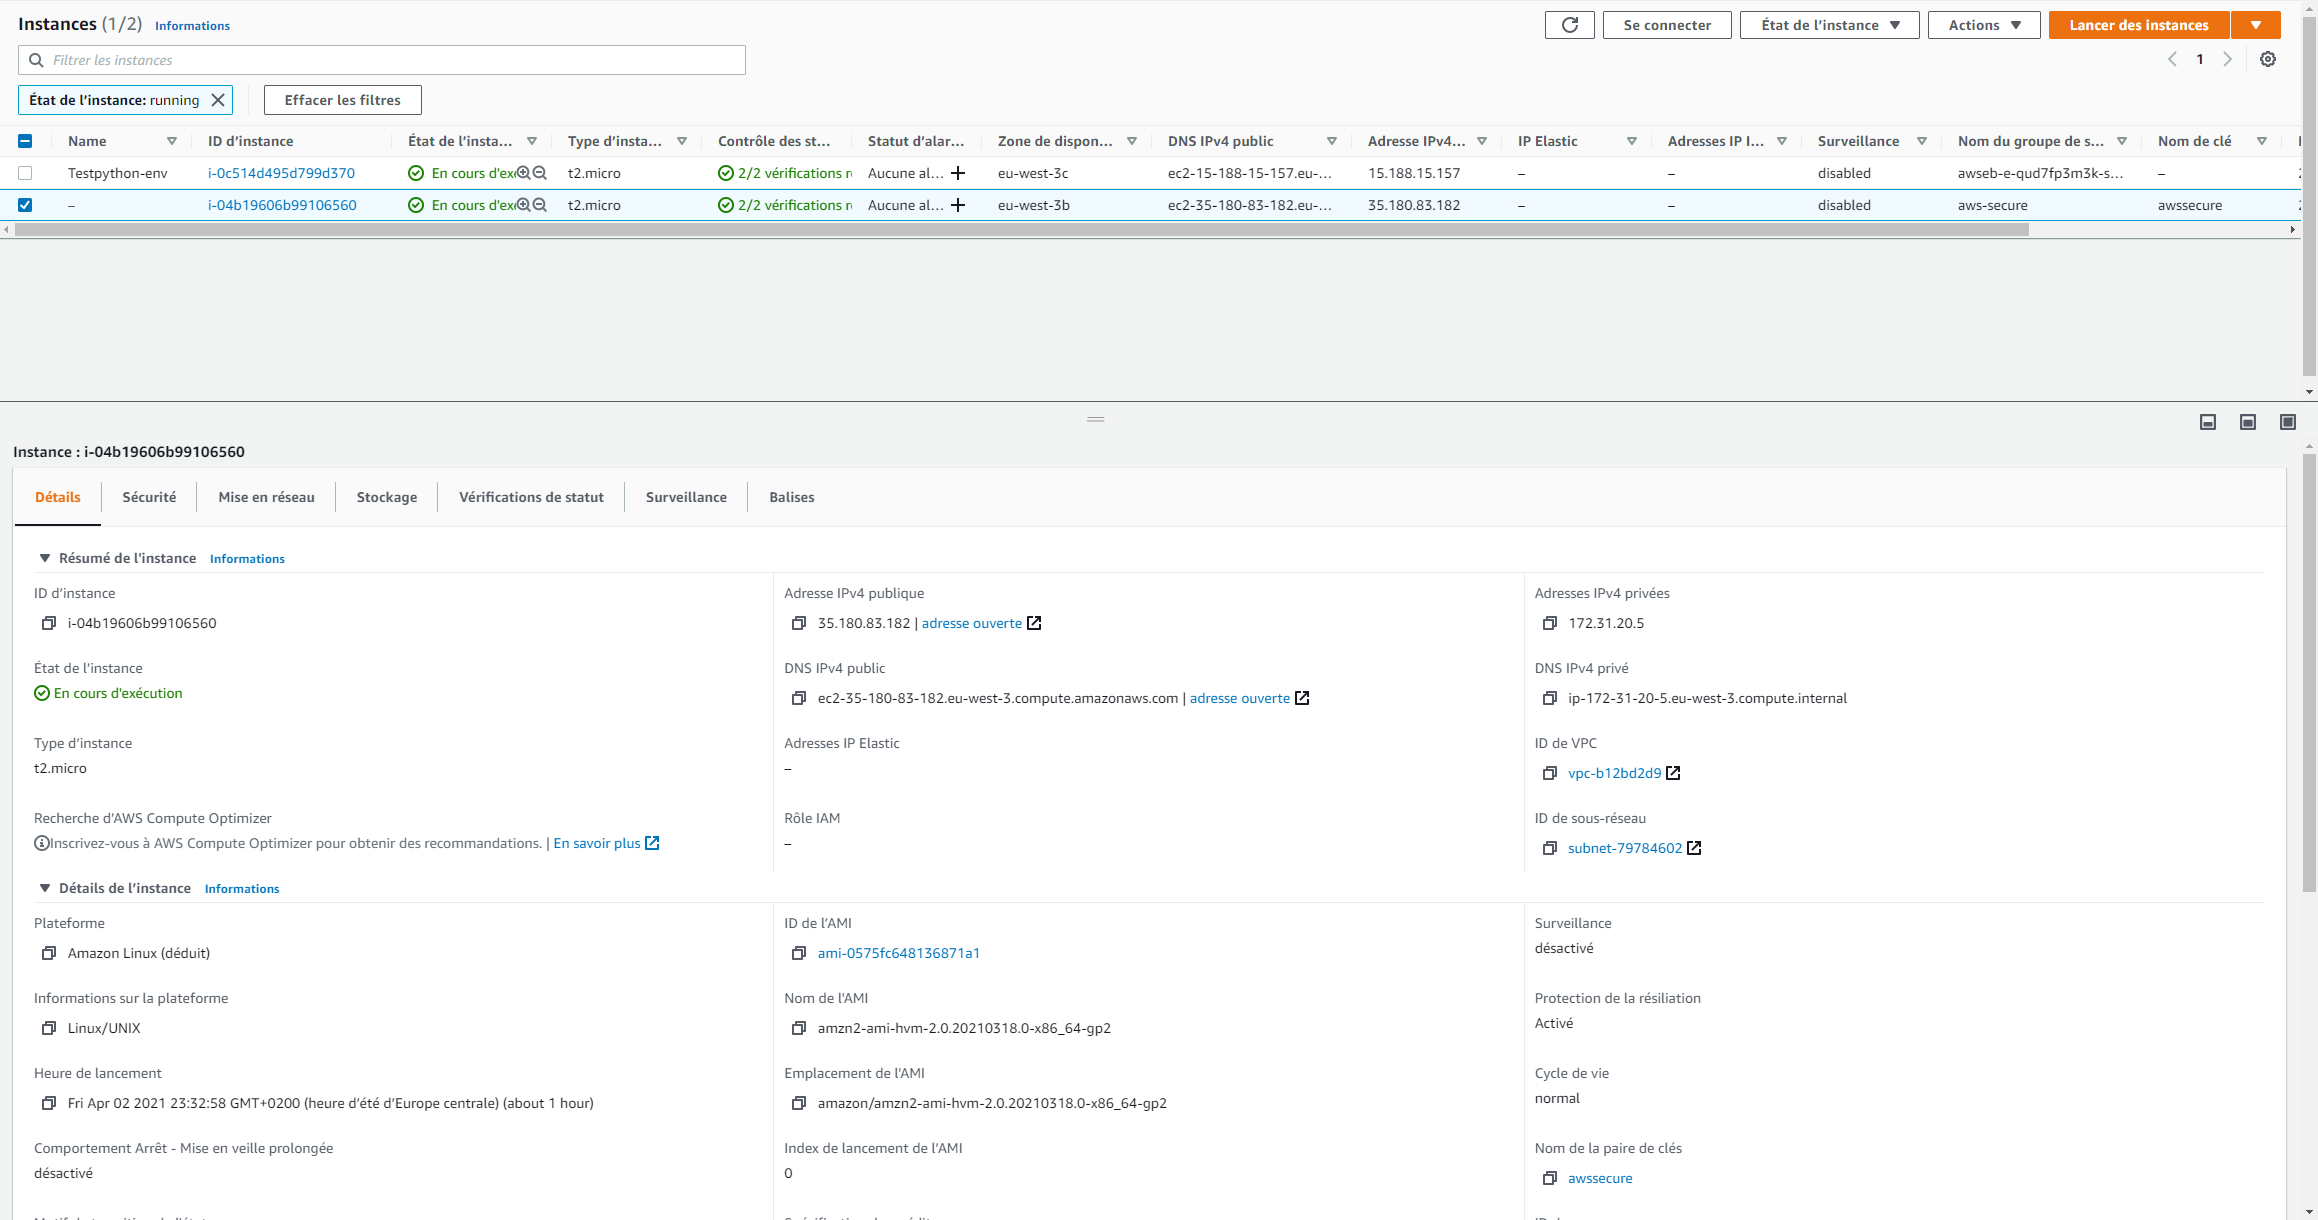 Instances (1/2) Informations
Se connecter État de l'instance Actions Lancer des instances
Filtrer les instances
1
État de l'instance: running Effacer les filtres
Name ID d'instance État de l'insta... Type d'insta... Contrôle des st... Statut d'alar... Zone de dispon... DNS IPv4 public Adresse IPv4... IP Elastic Adresses IP I... Surveillance Nom du groupe de s... Nom de clé
Testpython-env i-0c514d495d799d370 En cours d'ex t2.micro 2/2 vérifications Aucune al... eu-west-3c ec2-15-188-15-157.eu-... 15.188.15.157 – – disabled awseb-e-qud7fp3m3k-s... –
– i-04b19606b99106560 En cours d'ex t2.micro 2/2 vérifications Aucune al... eu-west-3b ec2-35-180-83-182.eu-... 35.180.83.182 – – disabled aws-secure awssecure
Instance : i-04b19606b99106560
Détails Sécurité Mise en réseau Stockage Vérifications de statut Surveillance Balises
Résumé de l'instance Informations
ID d'instance Adresse IPv4 publique Adresses IPv4 privées
i-04b19606b99106560 35.180.83.182 | adresse ouverte 172.31.20.5
État de l'instance DNS IPv4 public DNS IPv4 privé
En cours d'exécution ec2-35-180-83-182.eu-west-3.compute.amazonaws.com | adresse ouverte ip-172-31-20-5.eu-west-3.compute.internal
Type d'instance Adresses IP Elastic ID de VPC
t2.micro – vpc-b12bd2d9
Recherche d'AWS Compute Optimizer Rôle IAM ID de sous-réseau
Inscrivez-vous à AWS Compute Optimizer pour obtenir des recommandations. | En savoir plus – subnet-79784602
Détails de l'instance Informations
Plateforme ID de l'AMI Surveillance
Amazon Linux (déduit) ami-0575fc648136871a1 désactivé
Informations sur la plateforme Nom de l'AMI Protection de la résiliation
Linux/UNIX amzn2-ami-hvm-2.0.20210318.0-x86_64-gp2 Activé
Heure de lancement Emplacement de l'AMI Cycle de vie
Fri Apr 02 2021 23:32:58 GMT+0200 (heure d'été d'Europe centrale) (about 1 hour) amazon/amzn2-ami-hvm-2.0.20210318.0-x86_64-gp2 normal
Comportement Arrêt - Mise en veille prolongée Index de lancement de l'AMI Nom de la paire de clés
désactivé 0 awssecure